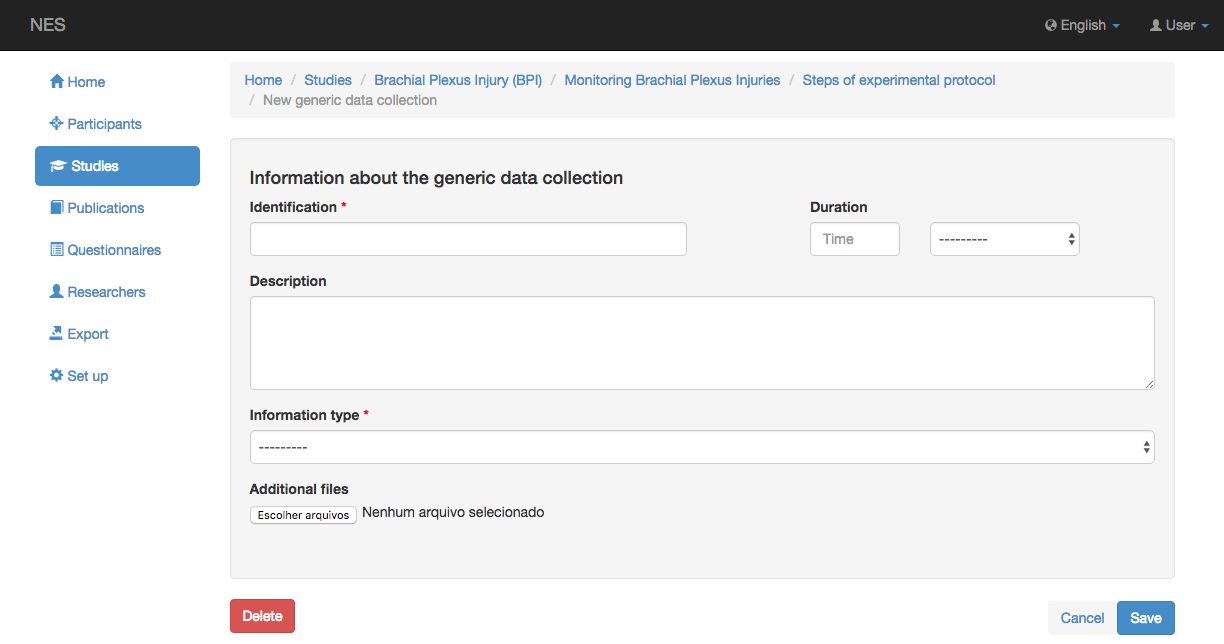 NES
English
User
Home
Participants
Studies
Publications
Questionnaires
Researchers
Export
Set up
Home / Studies / Brachial Plexus Injury (BPI) / Monitoring Brachial Plexus Injuries / Steps of experimental protocol
/ New generic data collection
Information about the generic data collection
Identification *
Duration
Time
---------
Description
Information type *
---------
Additional files
Escolher arquivos Nenhum arquivo selecionado
Delete
Cancel
Save